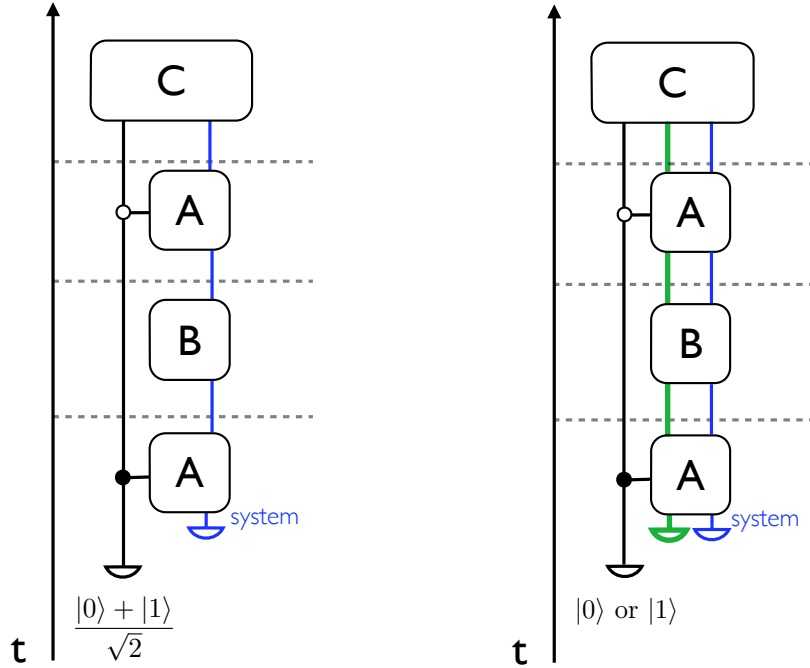 C
A
B
A
system
|0⟩ + |1⟩
√2
t
C
A
B
A
system
|0⟩ or |1⟩
t